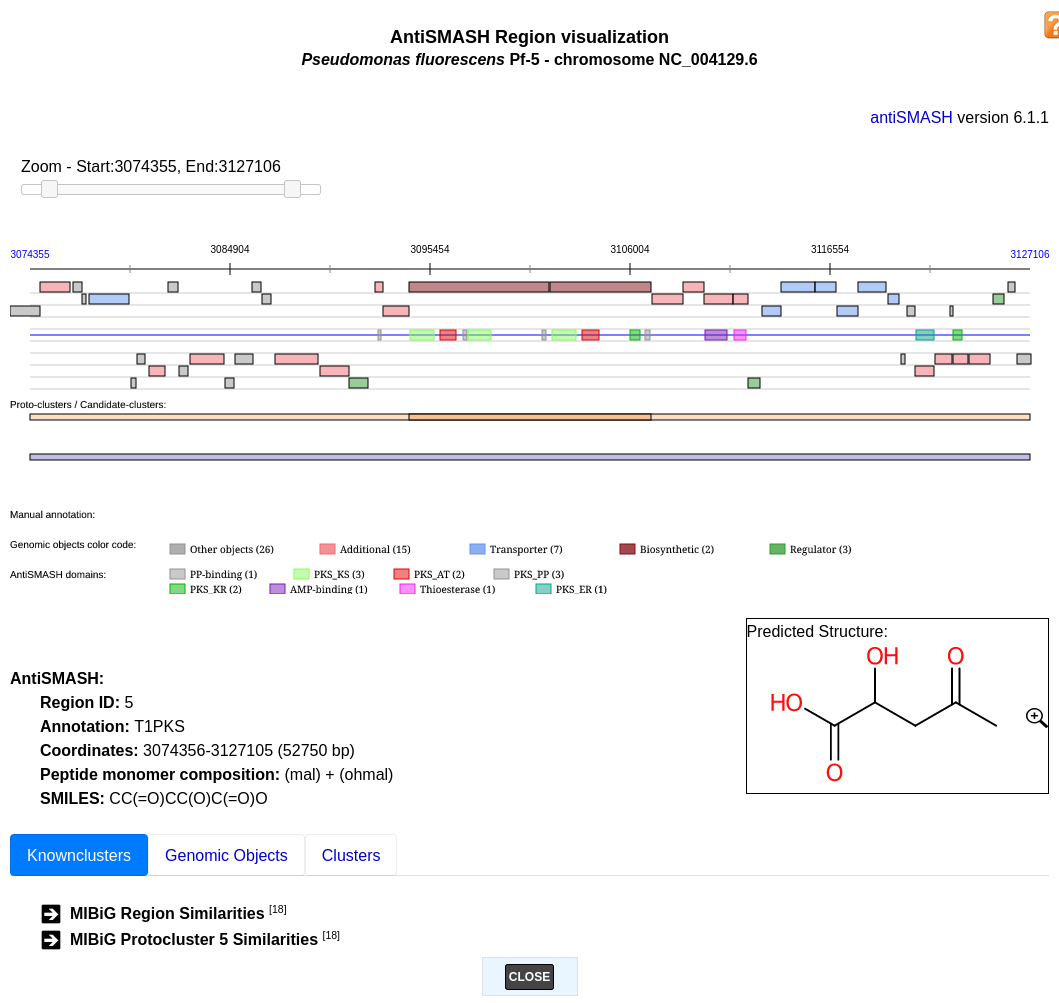 AntiSMASH Region visualization
Pseudomonas fluorescens Pf-5 - chromosome NC_004129.6
?
antiSMASH version 6.1.1
Zoom - Start:3074355, End:3127106
3074355 3084904 3095454 3106004 3116554 3127106
Proto-clusters / Candidate-clusters:
Manual annotation:
Genomic objects color code: Other objects (26) Additional (15) Transporter (7) Biosynthetic (2) Regulator (3)
AntiSMASH domains: PP-binding (1) PKS_KS (3) PKS_AT (2) PKS_PP (3)
PKS_KR (2) AMP-binding (1) Thioesterase (1) PKS_ER (1)
Predicted Structure:
OH O
HO
O
AntiSMASH:
Region ID: 5
Annotation: T1PKS
Coordinates: 3074356-3127105 (52750 bp)
Peptide monomer composition: (mal) + (ohmal)
SMILES: CC(=O)CC(O)C(=O)O
Knownclusters Genomic Objects Clusters
MIBiG Region Similarities [18]
MIBiG Protocluster 5 Similarities [18]
CLOSE